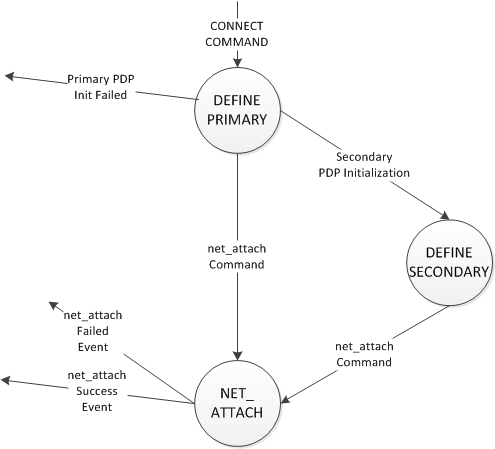 CONNECT
COMMAND
Primary PDP
Init Failed
DEFINE
PRIMARY
Secondary
PDP Initialization
net_attach
Command
DEFINE
SECONDARY
net_attach
Failed
Event
net_attach
Command
net_attach
Success
Event
NET_
ATTACH